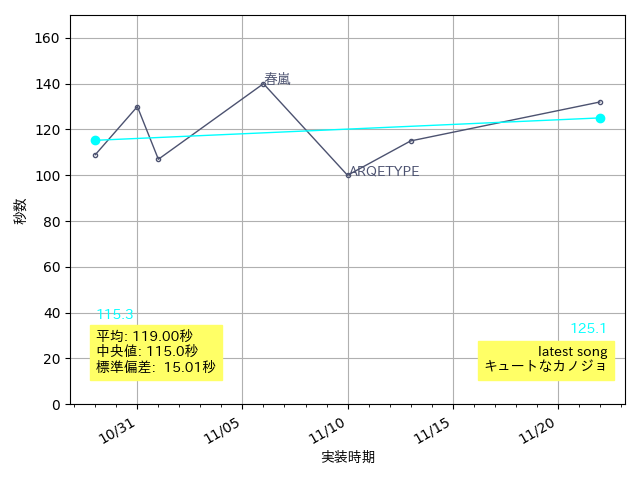 160
140
120
100
80
60
40
20
0
秒数
春嵐
ARQETYPE
115.3
125.1
平均: 119.00秒
中央値: 115.0秒
標準偏差: 15.01秒
latest song
キュートなカノジョ
10/31
11/05
11/10
11/15
11/20
実装時期